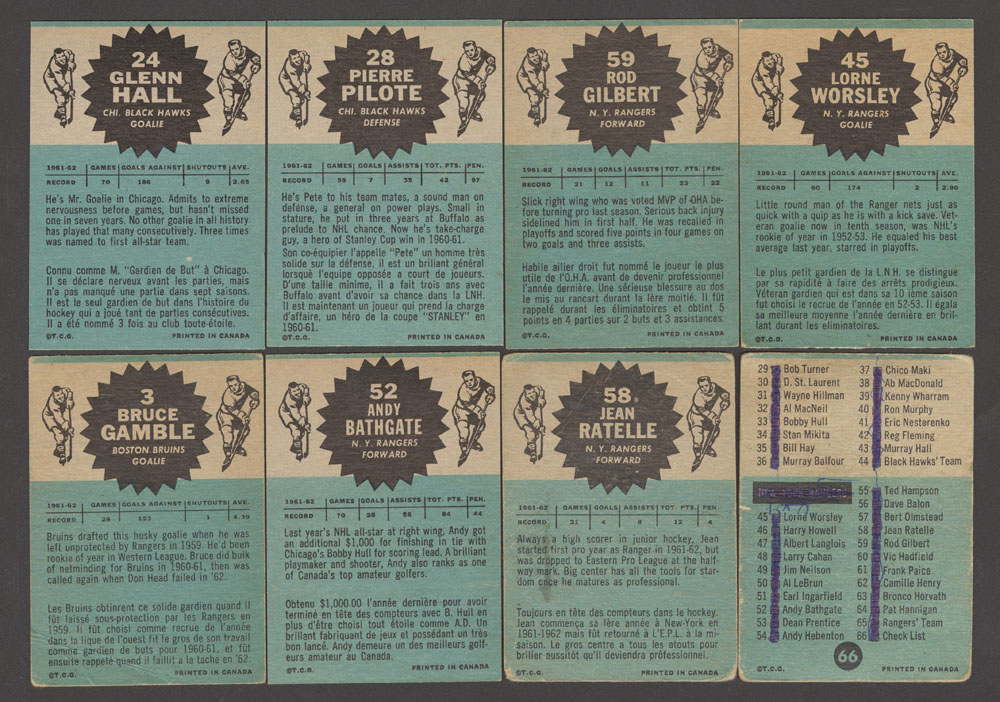 24
GLENN
HALL
CHI. BLACK HAWKS
GOALIE
1961-62 GAMES GOALS AGAINST SHUTOUTS AVE.
RECORD 70 186 9 2.65
He's Mr. Goalie in Chicago. Admits to extreme
nervousness before games, but hasn't missed
one in seven years. No other goalie in all history
has played that many consecutively. Three times
was named to first all-star team.
Connu comme M. "Gardien de But" à Chicago.
Il se déclare nerveux avant les parties, mais
n'a pas manqué une partie dans sept saisons.
Il est le seul gardien de but dans l'histoire du
hockey qui a joué tant de parties consécutives.
Il a été nommé 3 fois au club toute-étoile.
©T.C.G. PRINTED IN CANADA
28
PIERRE
PILOTE
CHI. BLACK HAWKS
DEFENSE
1961-62 GAMES GOALS ASSISTS TOT. PTS. PEN.
RECORD 59 7 35 42 97
He's Pete to his team mates, a sound man on
defense, a general on power plays. Small in
stature, he put in three years at Buffalo as
prelude to NHL chance. Now he's take-charge
guy, a hero of Stanley Cup win in 1960-61.
Son co-équipier l'appelle "Pete" un homme très
solide sur la défense, il est un brillant général
lorsqué l'equipe opposée a court de joueurs.
D'une taille minime, il a fait trois ans avec
Buffalo avant d'avoir sa chance dans la LNH.
Il est maintenant un joueur qui prend la charge
d'affaire, un héro de la coupe "STANLEY" en
1960-61.
©T.C.G. PRINTED IN CANADA
59
ROD
GILBERT
N. Y. RANGERS
FORWARD
1961-62 GAMES GOALS ASSISTS TOT. PTS. PEN.
RECORD 21 12 11 23 22
Slick right wing who was voted MVP of OHA be-
fore turning pro last season. Serious back injury
sidelined him in first half. He was recalled in
playoffs and scored five points in four games on
two goals and three assists.
Habile ailier droit fut nommé le joueur le plus
utile de l'O.H.A. avant de devenir professionnel
l'année dernière. Une sérieuse blessure au dos
le mis au rancart durant la 1ère moitié. Il fût
rappelé durant les éliminatoires et obtint 5
points en 4 parties sur 2 buts et 3 assistances.
©T.C.G. PRINTED IN CANADA
45
LORNE
WORSLEY
N. Y. RANGERS
GOALIE
1961-62 GAMES GOALS AGAINST SHUTOUTS AVE.
RECORD 60 174 2 2.90
Little round man of the Ranger nets just as
quick with a quip as he is with a kick save. Vet-
eran goalie now in tenth season, was NHL's
rookie of year in 1952-53. He equaled his best
average last year, starred in playoffs.
Le plus petit gardien de la L.N.H. se distingue
par sa rapidité à faire des arrêts prodigieux.
Véteran gardien qui est dans sa 10 ième saison
fut choisi le recrue de l'année en 52-53. Il égala
sa meilleure moyenne l'année dernière en bril-
lant durant les eliminatoires.
©T.C.G. PRINTED IN CANADA
3
BRUCE
GAMBLE
BOSTON BRUINS
GOALIE
1961-62 GAMES GOALS AGAINST SHUTOUTS AVE.
RECORD 28 123 1 4.39
Bruins drafted this husky goalie when he was
left unprotected by Rangers in 1959. He'd been
rookie of year in Western League. Bruce did bulk
of netminding for Bruins in 1960-61, then was
called again when Don Head failed in '62.
Les Bruins obtinrent ce solide gardien quand il
fût laissé sous-protection par les Rangers en
1959. Il fût choisi comme recrue de l'année
dans la lique de l'ouest fit le gros de son travail
comme gardien de buts pour 1960-61, et fût
ensuite rappelé quand il faillit a la tache en '62.
©T.C.G. PRINTED IN CANADA
52
ANDY
BATHGATE
N. Y. RANGERS
FORWARD
1961-62 GAMES GOALS ASSISTS TOT. PTS. PEN.
RECORD 70 28 56 84 44
Last year's NHL all-star at right wing, Andy got
an additional $1,000 for finishing in tie with
Chicago's Bobby Hull for scoring lead. A brilliant
playmaker and shooter, Andy also ranks as one
of Canada's top amateur golfers.
Obtenu $1,000.00 l'année dernière pour avoir
terminé en tête des compteurs avec B. Hull en
plus d'être choisi tout étoile comme A.D. Un
brillant fabriquant de jeux et possédant un très
bon lancé. Andy demeure un des meilleurs golf-
eurs amateur au Canada.
©T.C.G. PRINTED IN CANADA
58
JEAN
RATELLE
N. Y. RANGERS
FORWARD
1961-62 GAMES GOALS ASSISTS TOT. PTS. PEN.
RECORD 31 4 8 12 4
Always a high scorer in junior hockey, Jean
started first pro year as Ranger in 1961-62, but
was dropped to Eastern Pro League at the half-
way mark. Big center has all the tools for star-
dom once he matures as professional.
Toujours en tête des compteurs dans le hockey.
Jean commença sa 1ère année à New-York en
1961-1962 mais fût retourné à L'E.P.L. à la mi-
saison. Le gros centre a tous les atouts pour
briller aussitôt qu'il deviendra professionnel.
©T.C.G. PRINTED IN CANADA
29 Bob Turner
30 D. St. Laurent
31 Wayne Hillman
32 Al MacNeil
33 Bobby Hull
34 Stan Mikita
35 Bill Hay
36 Murray Balfour
37 Chico Maki
38 Ab MacDonald
39 Kenny Wharram
40 Ron Murphy
41 Eric Nesterenko
42 Reg Fleming
43 Murray Hall
44 Black Hawks' Team
45 Lorne Worsley
46 Harry Howell
47 Albert Langlois
48 Larry Cahan
49 Jim Neilson
50 Al LeBrun
51 Earl Ingarfield
52 Andy Bathgate
53 Dean Prentice
54 Andy Hebenton
55 Ted Hampson
56 Dave Balon
57 Bert Olmstead
58 Jean Ratelle
59 Rod Gilbert
60 Vic Hadfield
61 Frank Paice
62 Camille Henry
63 Bronco Horvath
64 Pat Hannigan
65 Rangers' Team
66 Check List
66
©T.C.G. PRINTED IN CANADA